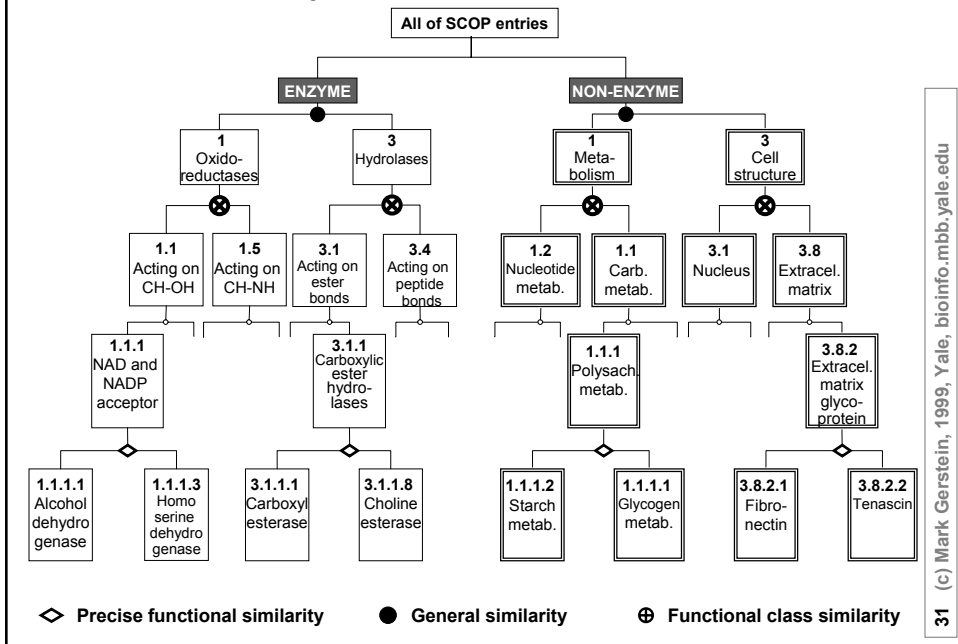 All of SCOP entries
ENZYME
NON-ENZYME
1
Oxido-
reductases
3
Hydrolases
1
Meta-
bolism
3
Cell
structure
1.1
Acting on
CH-OH
1.5
Acting on
CH-NH
3.1
Acting on
ester
bonds
3.4
Acting on
peptide
bonds
1.2
Nucleotide
metab.
1.1
Carb.
metab.
3.1
Nucleus
3.8
Extracel.
matrix
1.1.1
NAD and
NADP
acceptor
3.1.1
Carboxylic
ester
hydro-
lases
1.1.1
Polysach.
metab.
3.8.2
Extracel.
matrix
glyco-
protein
1.1.1.1
Alcohol
dehydro
genase
1.1.1.3
Homo
serine
dehydro
genase
3.1.1.1
Carboxyl
esterase
3.1.1.8
Choline
esterase
1.1.1.2
Starch
metab.
1.1.1.1
Glycogen
metab.
3.8.2.1
Fibro-
nectin
3.8.2.2
Tenascin
Precise functional similarity
General similarity
Functional class similarity
31 (c) Mark Gerstein, 1999, Yale, bioinfo.mbb.yale.edu